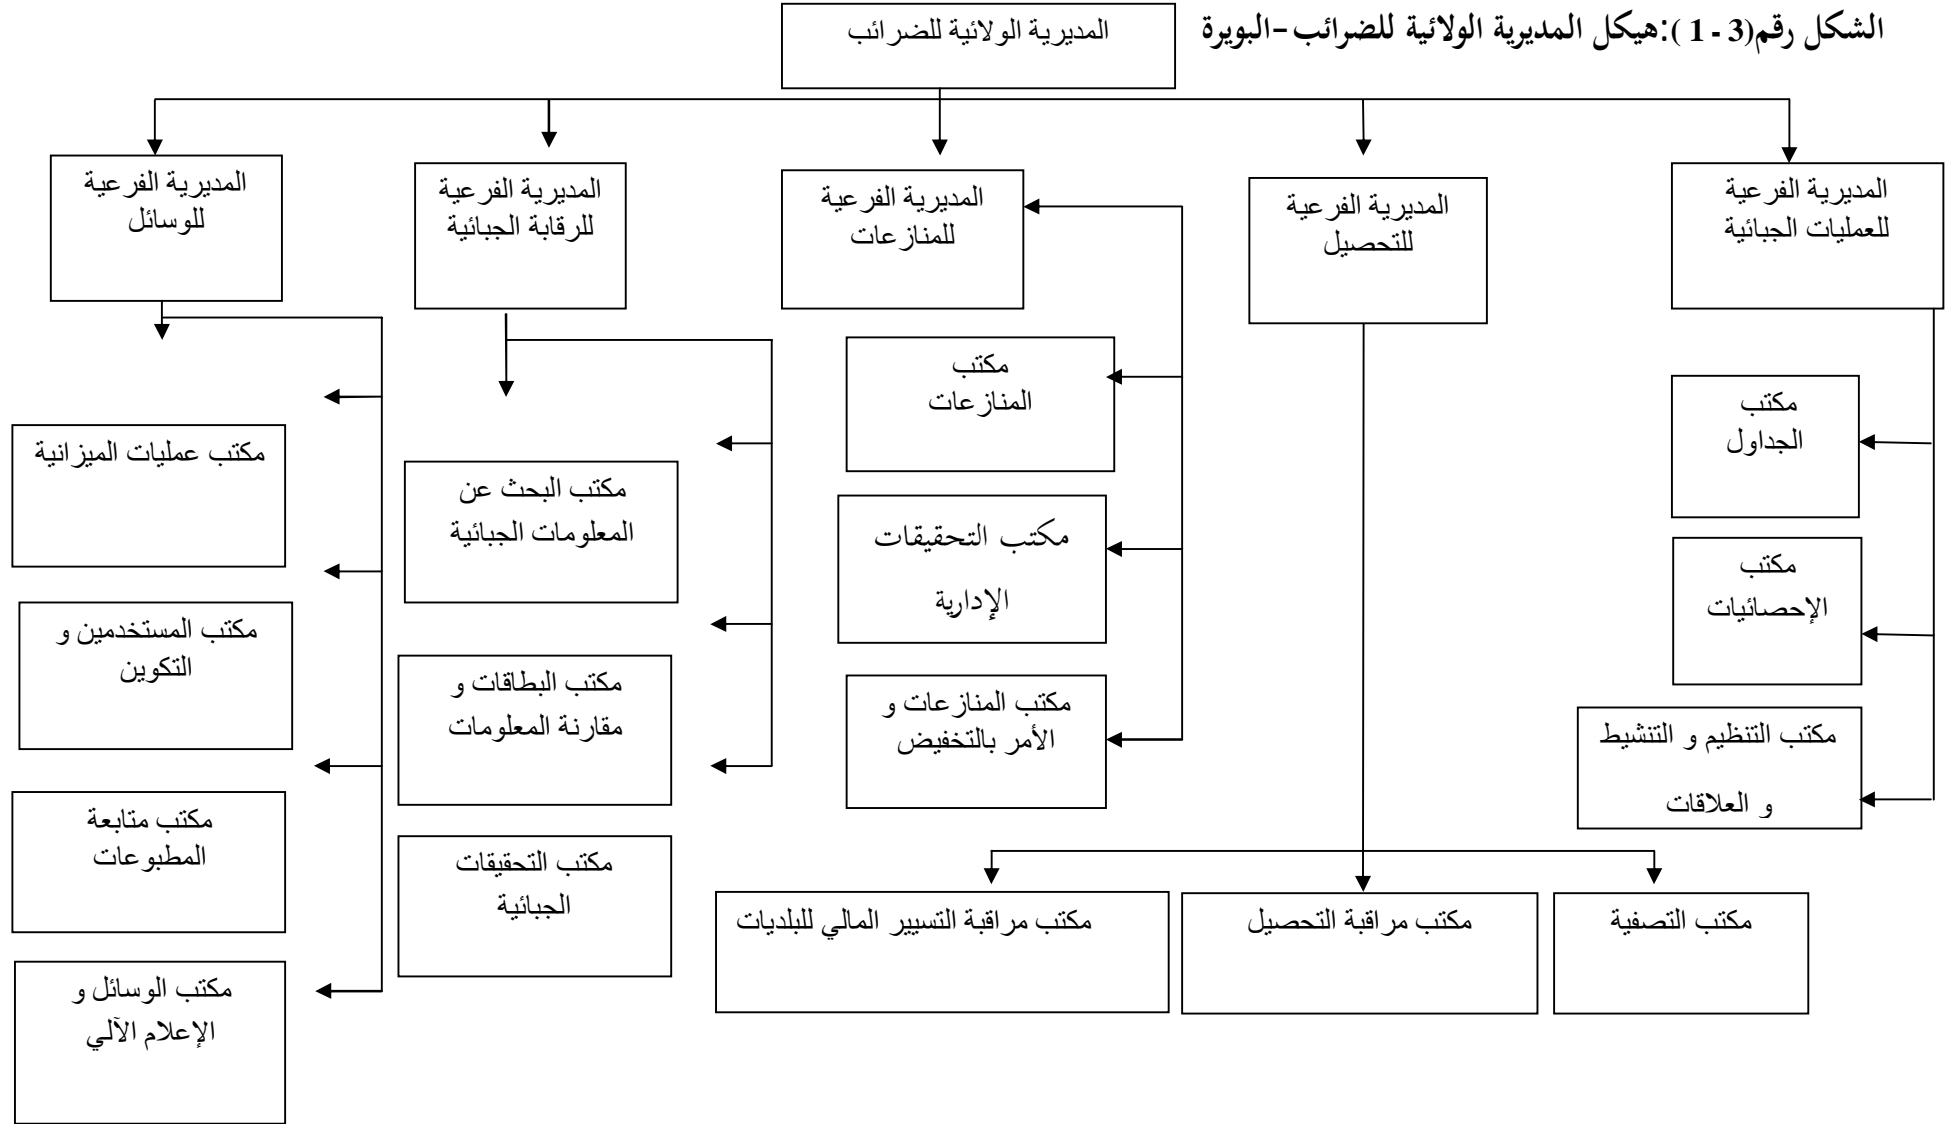 الشكل رقم(3 - 1 ):هيكل المديرية الولائية للضرائب-البويرة
المديرية الولائية للضرائب
المديرية الفرعية
للعمليات الجبائية
المديرية الفرعية
للتحصيل
المديرية الفرعية
للمنازعات
المديرية الفرعية
للرقابة الجبائية
المديرية الفرعية
للوسائل
مكتب
الجداول
مكتب
الإحصائيات
مكتب التنظيم و التنشيط
و العلاقات
مكتب التصفية
مكتب مراقبة التحصيل
مكتب مراقبة التسيير المالي للبلديات
مكتب
المنازعات
مكتب التحقيقات
الإدارية
مكتب المنازعات و
الأمر بالتخفيض
مكتب البحث عن
المعلومات الجبائية
مكتب البطاقات و
مقارنة المعلومات
مكتب التحقيقات
الجبائية
مكتب عمليات الميزانية
مكتب المستخدمين و
التكوين
مكتب متابعة
المطبوعات
مكتب الوسائل و
الإعلام الآلي